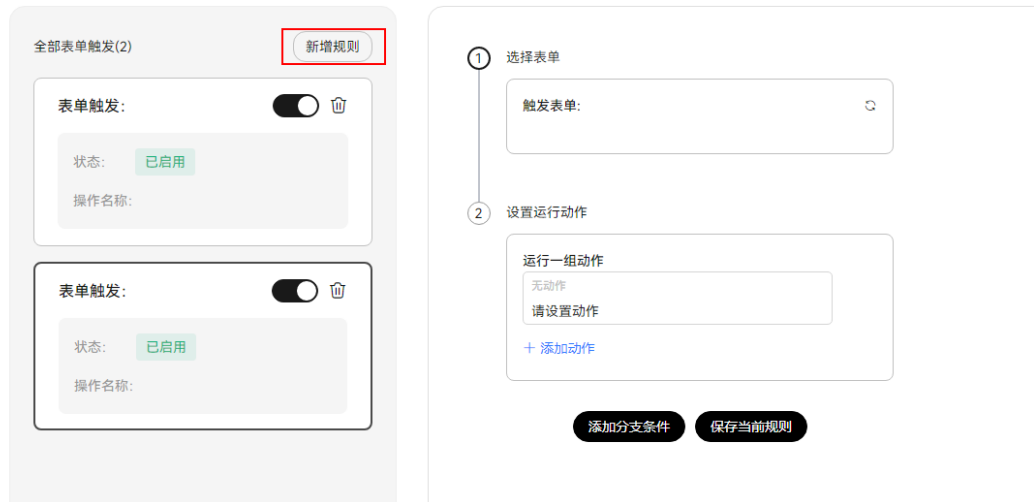 全部表单触发(2)
新增规则
表单触发:
状态:
已启用
操作名称:
表单触发:
状态:
已启用
操作名称:
1
选择表单
触发表单:
2
设置运行动作
运行一组动作
无动作
请设置动作
+ 添加动作
添加分支条件
保存当前规则